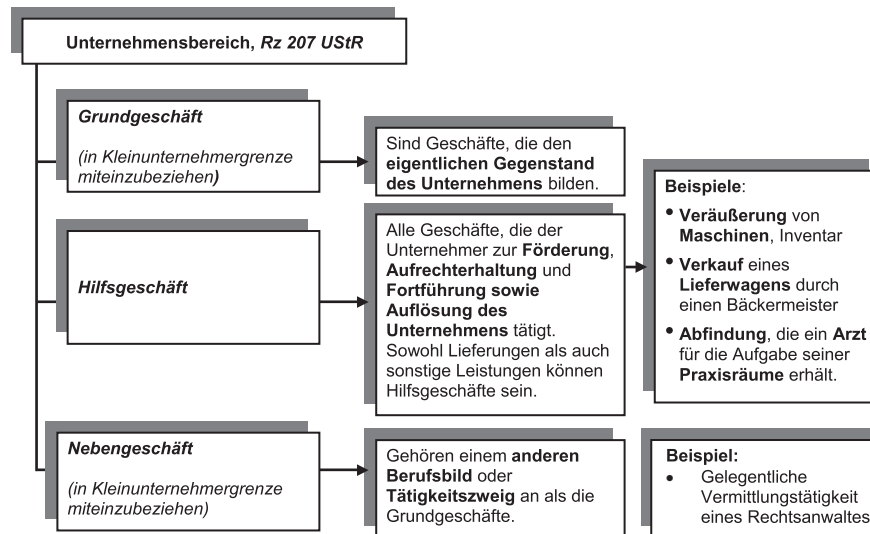 Unternehmensbereich, Rz 207 UStR
Grundgeschäft
(in Kleinunternehmergrenze
miteinzubeziehen)
Sind Geschäfte, die den
eigentlichen Gegenstand
des Unternehmens bilden.
Hilfsgeschäft
Alle Geschäfte, die der
Unternehmer zur Förderung,
Aufrechterhaltung und
Fortführung sowie
Auflösung des
Unternehmens tätigt.
Sowohl Lieferungen als auch
sonstige Leistungen können
Hilfsgeschäfte sein.
Beispiele:
• Veräußerung von
Maschinen, Inventar
• Verkauf eines
Lieferwagens durch
einen Bäckermeister
• Abfindung, die ein Arzt
für die Aufgabe seiner
Praxisräume erhält.
Nebengeschäft
(in Kleinunternehmergrenze
miteinzubeziehen)
Gehören einem anderen
Berufsbild oder
Tätigkeitszweig an als die
Grundgeschäfte.
Beispiel:
• Gelegentliche
Vermittlungstätigkeit
eines Rechtsanwaltes